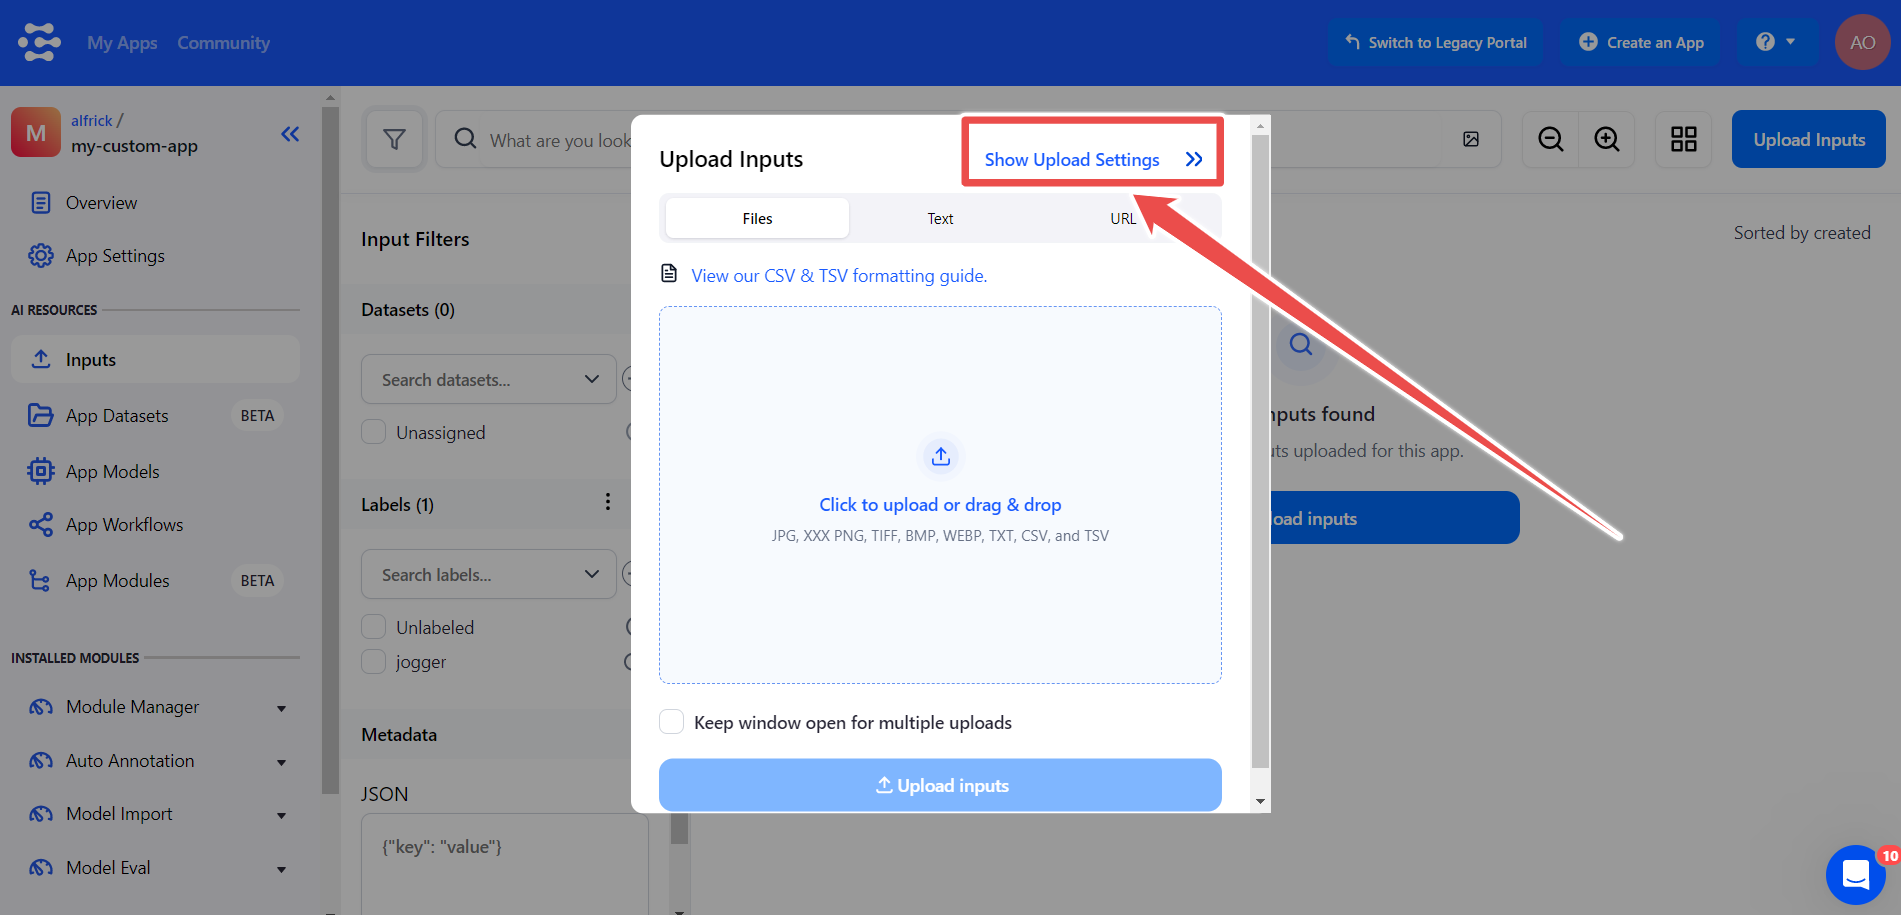 My Apps Community
Switch to Legacy Portal
Create an App
?
AO
M
alfrick /
my-custom-app
Overview
App Settings
AI RESOURCES
Inputs
App Datasets BETA
App Models
App Workflows
App Modules BETA
INSTALLED MODULES
Module Manager
Auto Annotation
Model Import
Model Eval
What are you look
Upload Inputs
Input Filters
Datasets (0)
Search datasets...
Unassigned
Labels (1)
Search labels...
Unlabeled
jogger
Metadata
JSON
{"key": "value"}
Upload Inputs
Show Upload Settings
Files Text URL
View our CSV & TSV formatting guide.
Click to upload or drag & drop
JPG, XXX PNG, TIFF, BMP, WEBP, TXT, CSV, and TSV
Keep window open for multiple uploads
Upload inputs
Sorted by created
nputs found
uts uploaded for this app.
load inputs
10